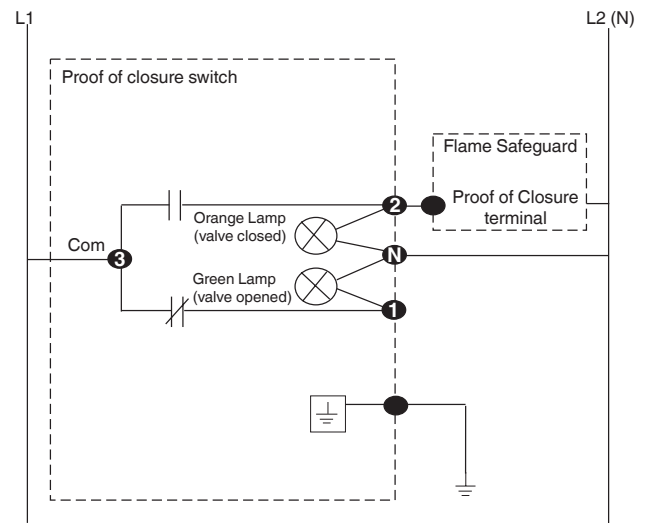 L1
L2 (N)
Proof of closure switch
Flame Safeguard
Proof of Closure
terminal
2
Orange Lamp
(valve closed)
Com
3
N
Green Lamp
(valve opened)
1